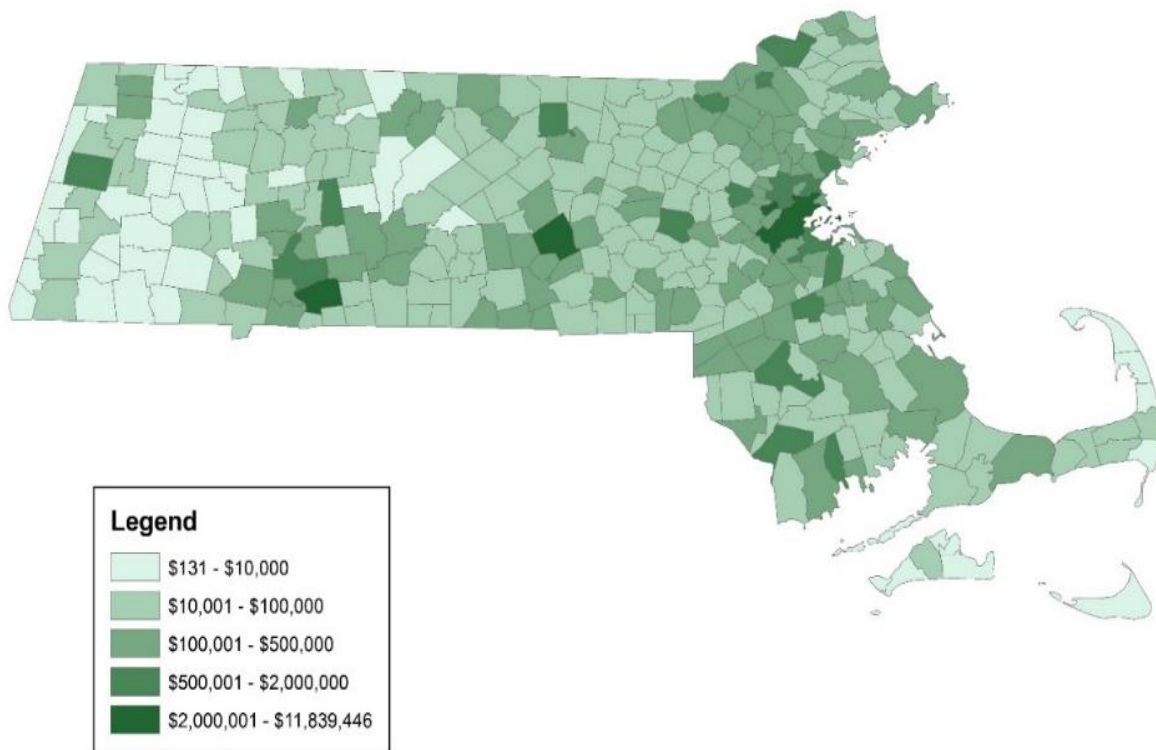 Legend
$131 - $10,000
$10,001 - $100,000
$100,001 - $500,000
$500,001 - $2,000,000
$2,000,001 - $11,839,446